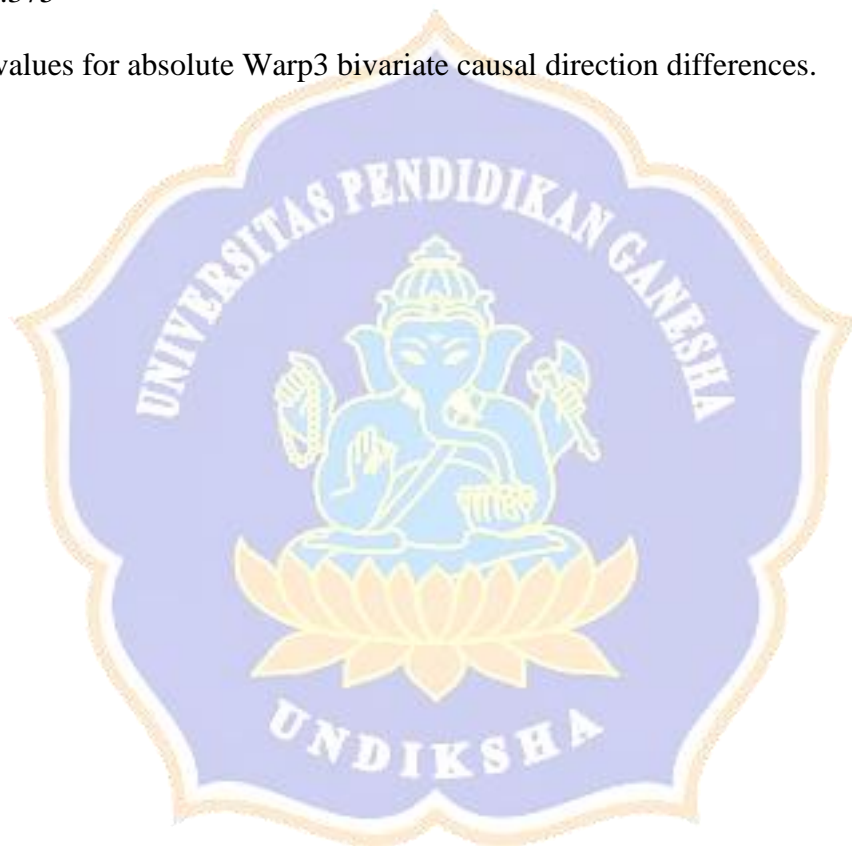 values for absolute Warp3 bivariate causal direction differences.
UNIVERSITAS PENDIDIKAN GANESHA
UNDIKSHA